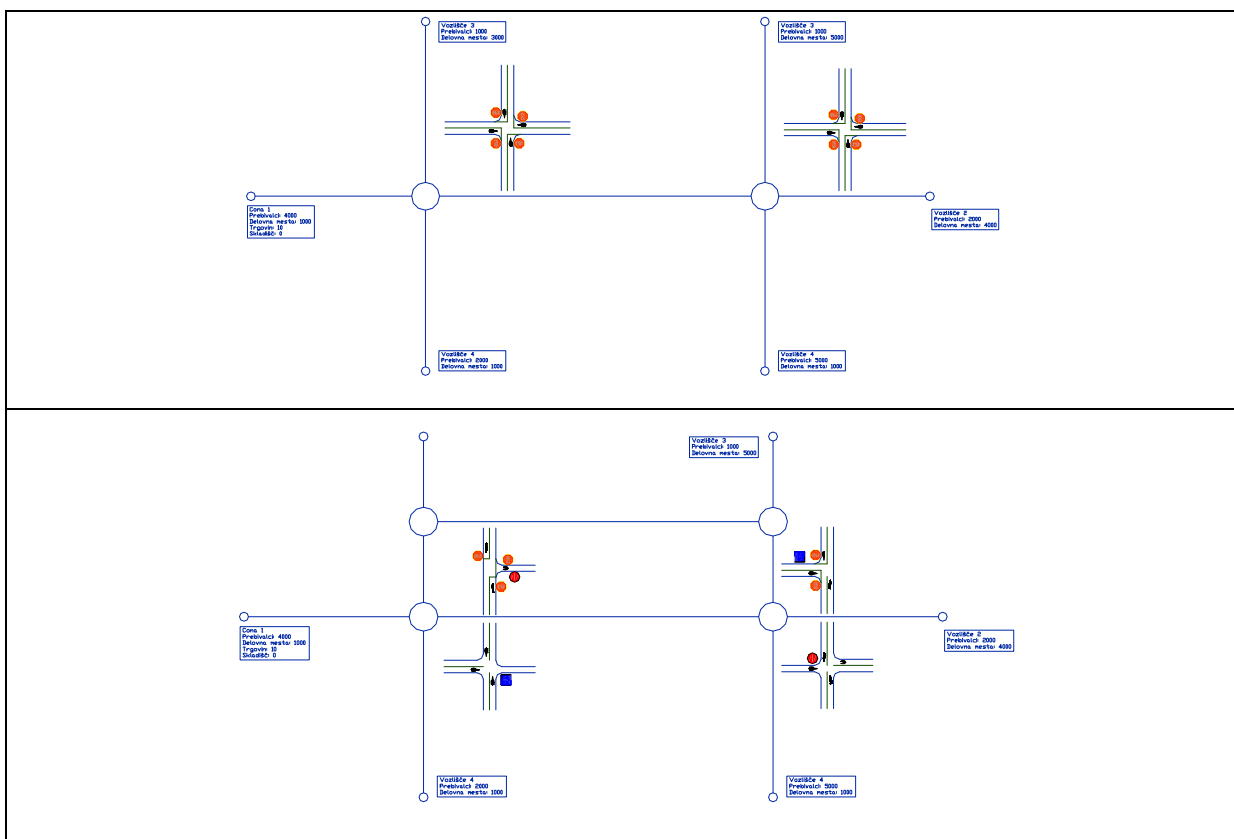 Vozlišče 3
Prebivalci: 1000
Delovna mesta: 3000
Vozlišče 3
Prebivalci: 1000
Delovna mesta: 5000
Cona 1
Prebivalci: 4000
Delovna mesta: 1000
Trgovin: 10
Skladišč: 0
Vozlišče 2
Prebivalci: 2000
Delovna mesta: 4000
Vozlišče 4
Prebivalci: 2000
Delovna mesta: 1000
Vozlišče 4
Prebivalci: 5000
Delovna mesta: 1000
Vozlišče 3
Prebivalci: 1000
Delovna mesta: 5000
Cona 1
Prebivalci: 4000
Delovna mesta: 1000
Trgovin: 10
Skladišč: 0
Vozlišče 2
Prebivalci: 2000
Delovna mesta: 4000
Vozlišče 4
Prebivalci: 2000
Delovna mesta: 1000
Vozlišče 4
Prebivalci: 5000
Delovna mesta: 1000